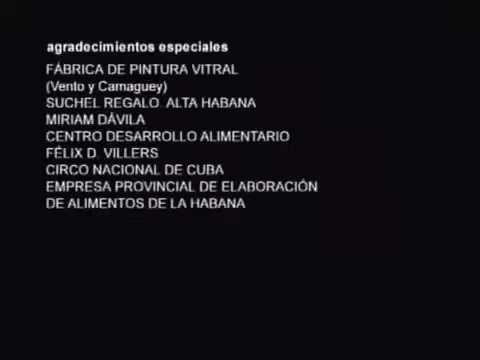 agradecimientos especiales
FÁBRICA DE PINTURA VITRAL
(Vento y Camaguey)
SUCHEL REGALO. ALTA HABANA
MIRIAM DÁVILA
CENTRO DESARROLLO ALIMENTARIO
FÉLIX D. VILLERS
CIRCO NACIONAL DE CUBA
EMPRESA PROVINCIAL DE ELABORACIÓN
DE ALIMENTOS DE LA HABANA